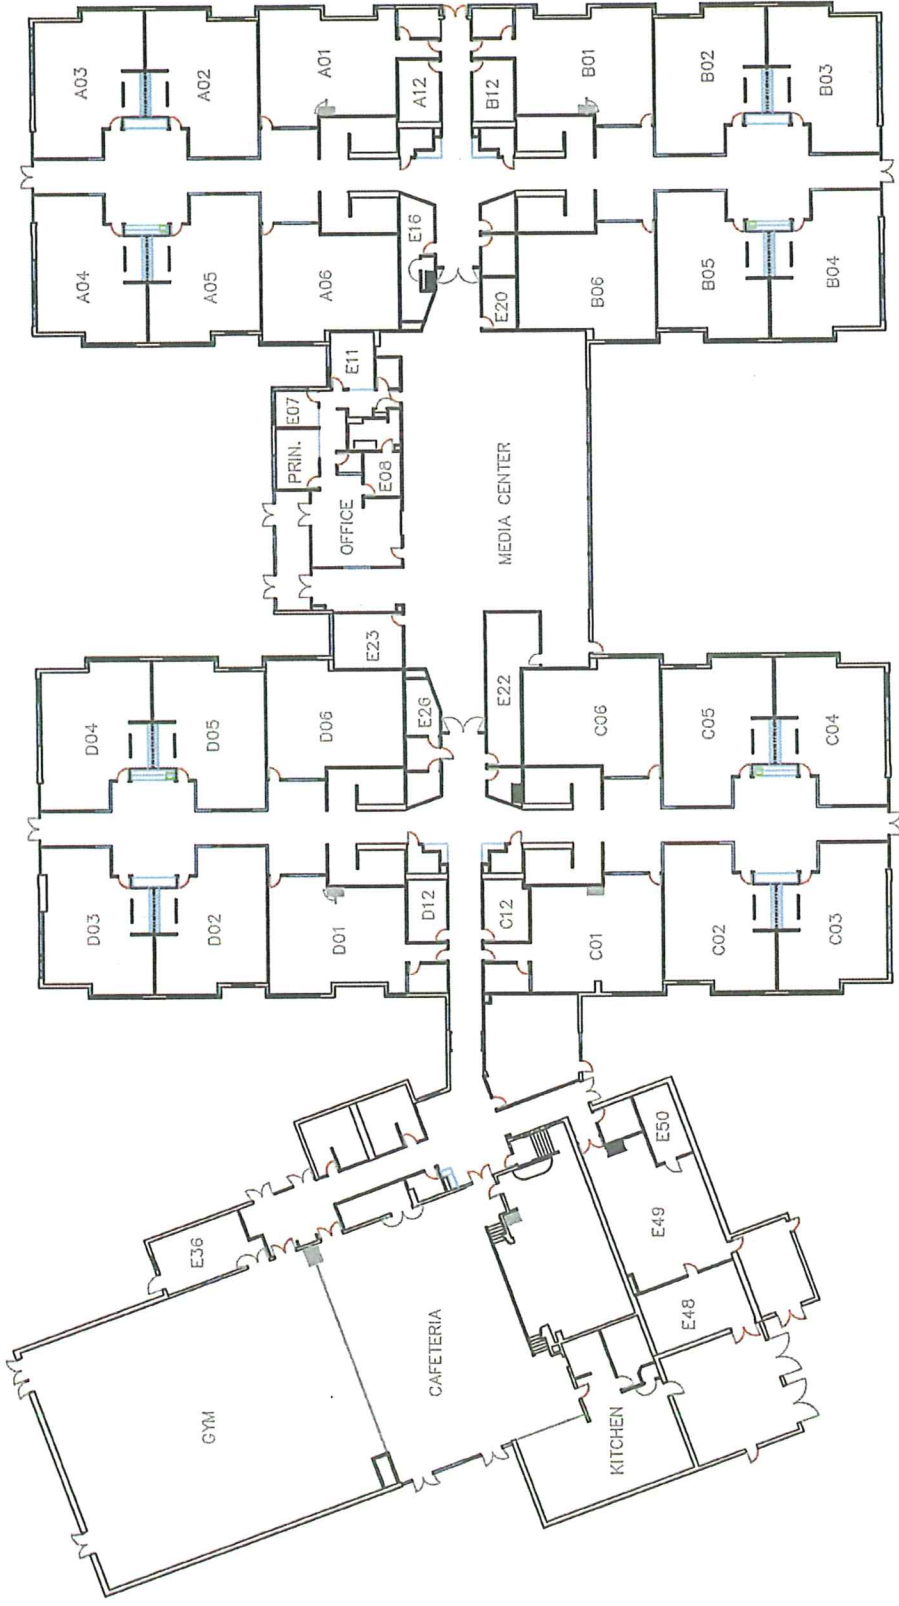 A03
A02
A01
A12
B12
B01
B02
B03
A04
A05
A06
E16
E20
B06
B05
B04
E11
E07
PRIN.
E08
OFFICE
MEDIA CENTER
E23
E22
E26
D04
D05
D06
C06
C05
C04
D03
D02
D01
D12
C12
C01
C02
C03
E50
E49
E48
E36
GYM
CAFETERIA
KITCHEN